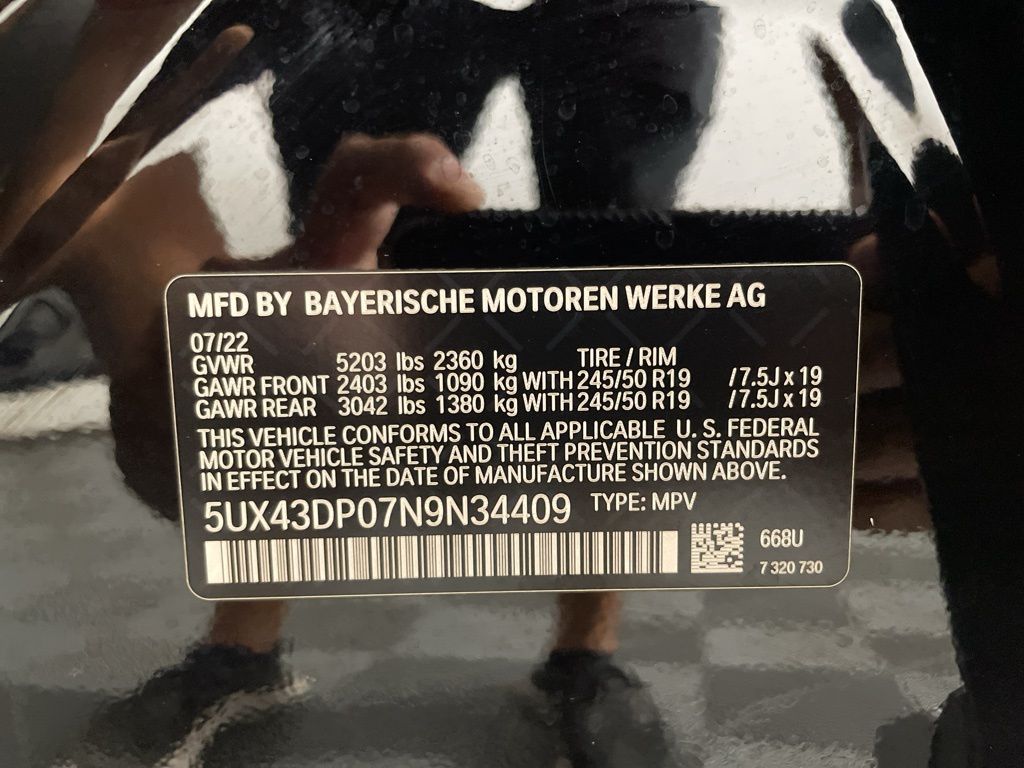 MFD BY BAYERISCHE MOTOREN WERKE AG
07/22
GVWR 5203 lbs 2360 kg TIRE / RIM
GAWR FRONT 2403 lbs 1090 kg WITH 245/50 R19 / 7.5J x 19
GAWR REAR 3042 lbs 1380 kg WITH 245/50 R19 / 7.5J x 19
THIS VEHICLE CONFORMS TO ALL APPLICABLE U. S. FEDERAL
MOTOR VEHICLE SAFETY AND THEFT PREVENTION STANDARDS
IN EFFECT ON THE DATE OF MANUFACTURE SHOWN ABOVE.
5UX43DP07N9N34409 TYPE: MPV
668U
7 320 730